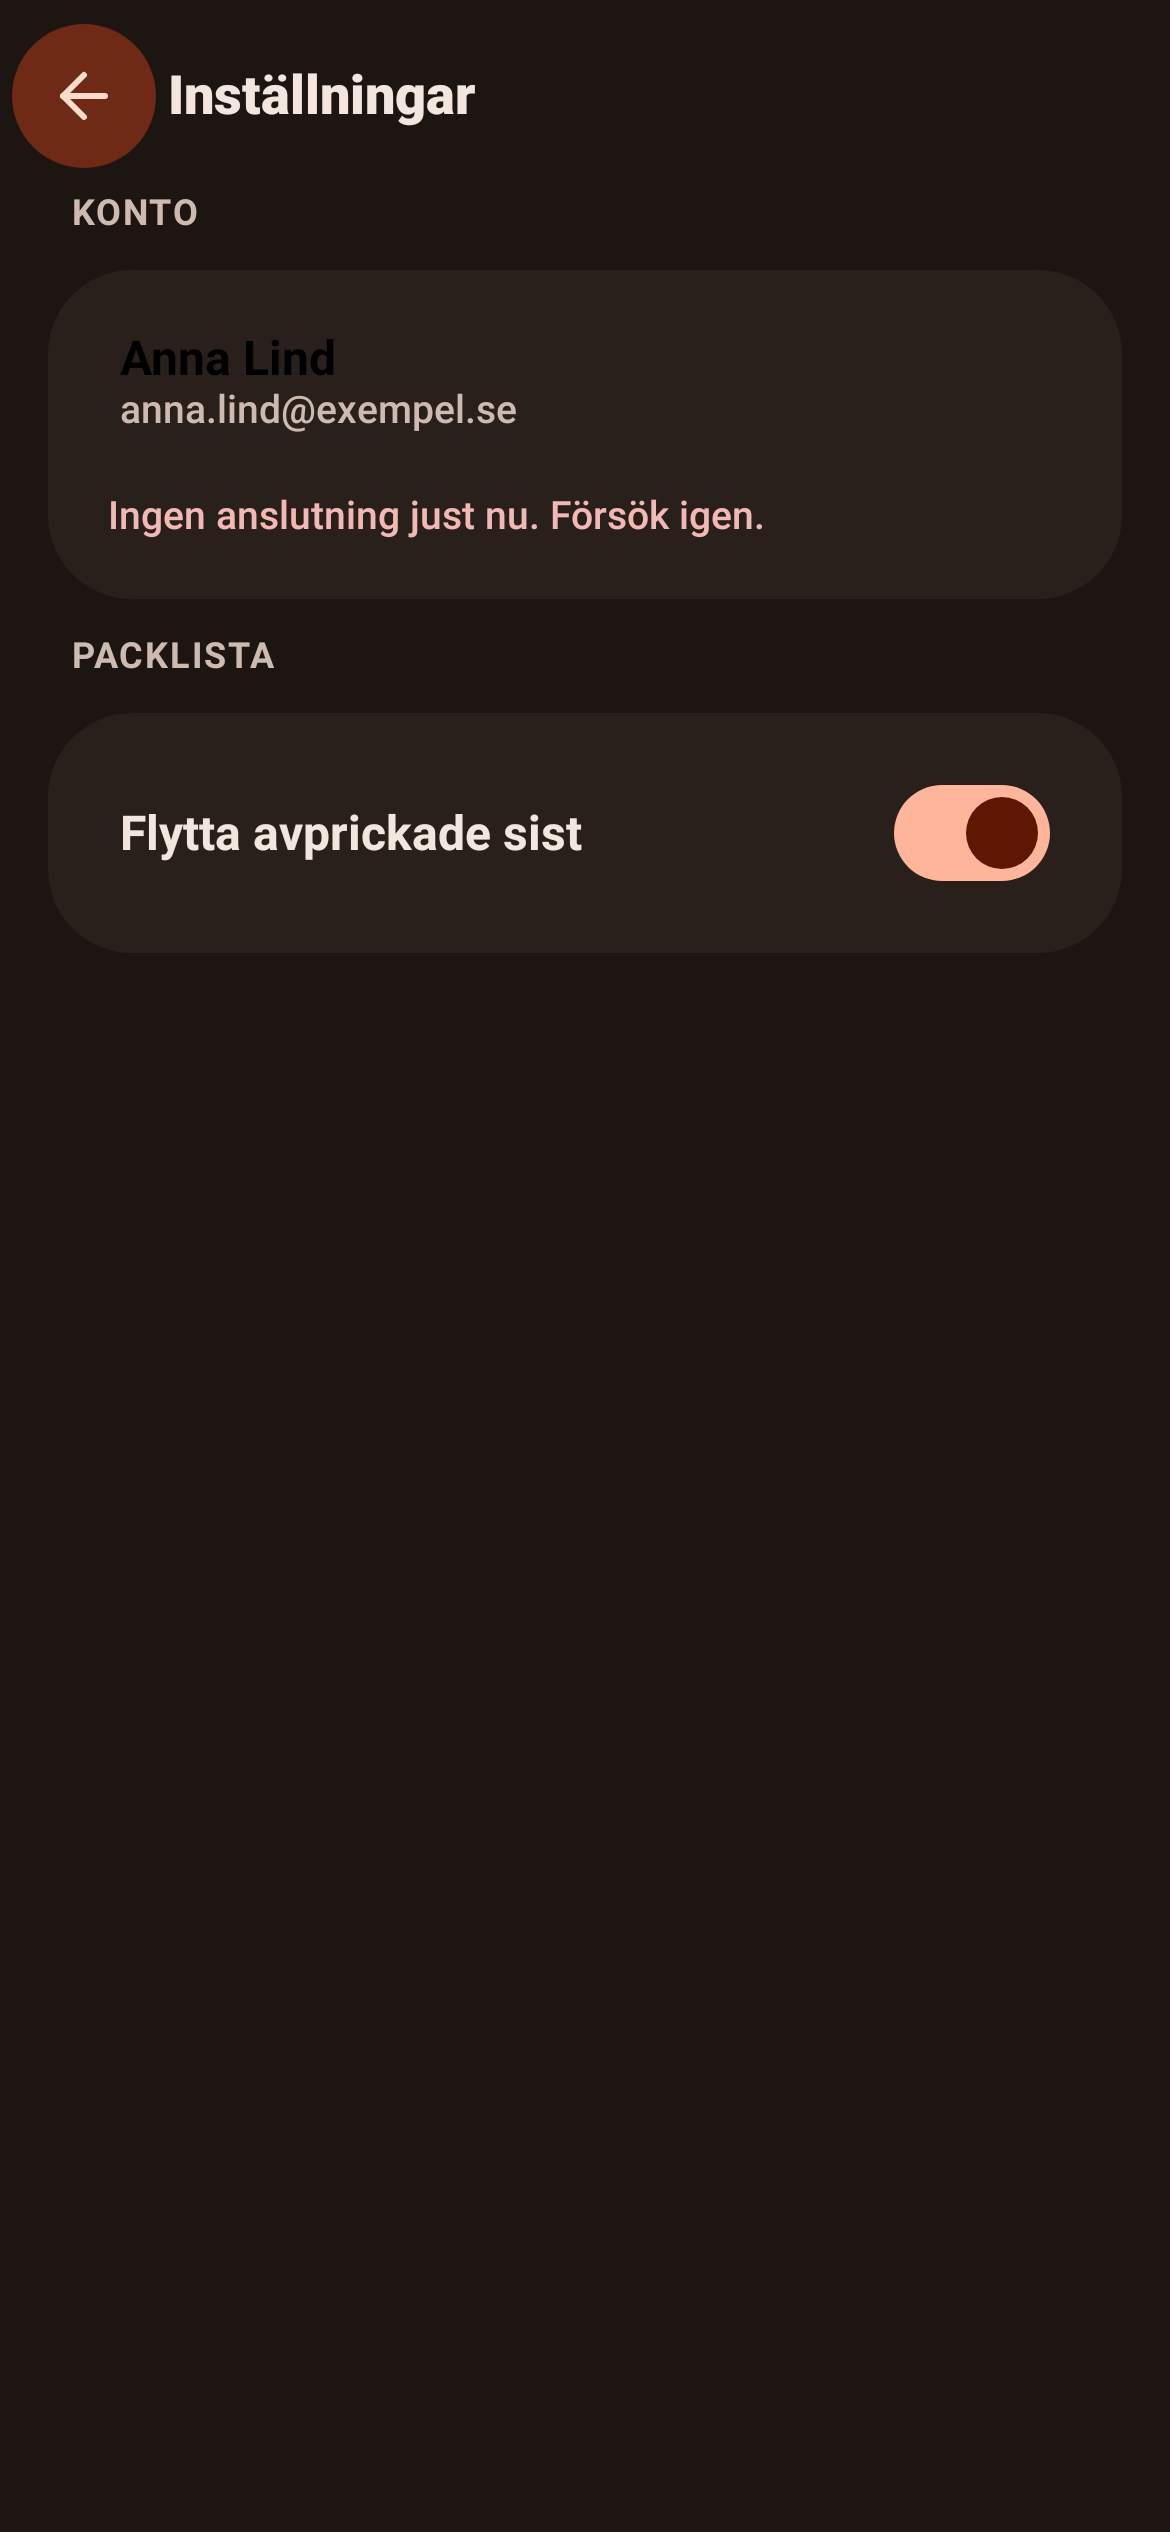 Inställningar
KONTO
Anna Lind
anna.lind@exempel.se
Ingen anslutning just nu. Försök igen.
PACKLISTA
Flytta avprickade sist